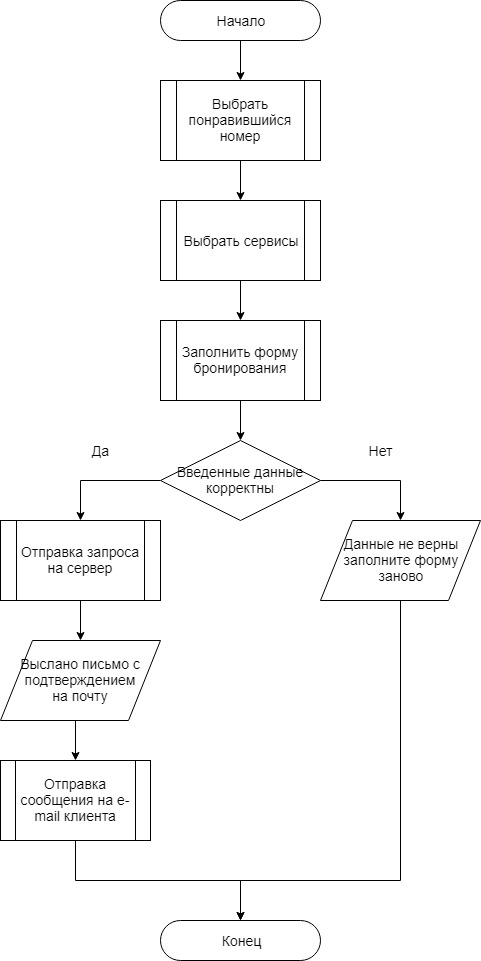 Начало
Выбрать
понравившийся
номер
Выбрать сервисы
Заполнить форму
бронирования
Да
Нет
Введенные данные
корректны
Отправка запроса
на сервер
Данные не верны
заполните форму
заново
Выслано письмо с
подтверждением
на почту
Отправка
сообщения на e-
mail клиента
Конец